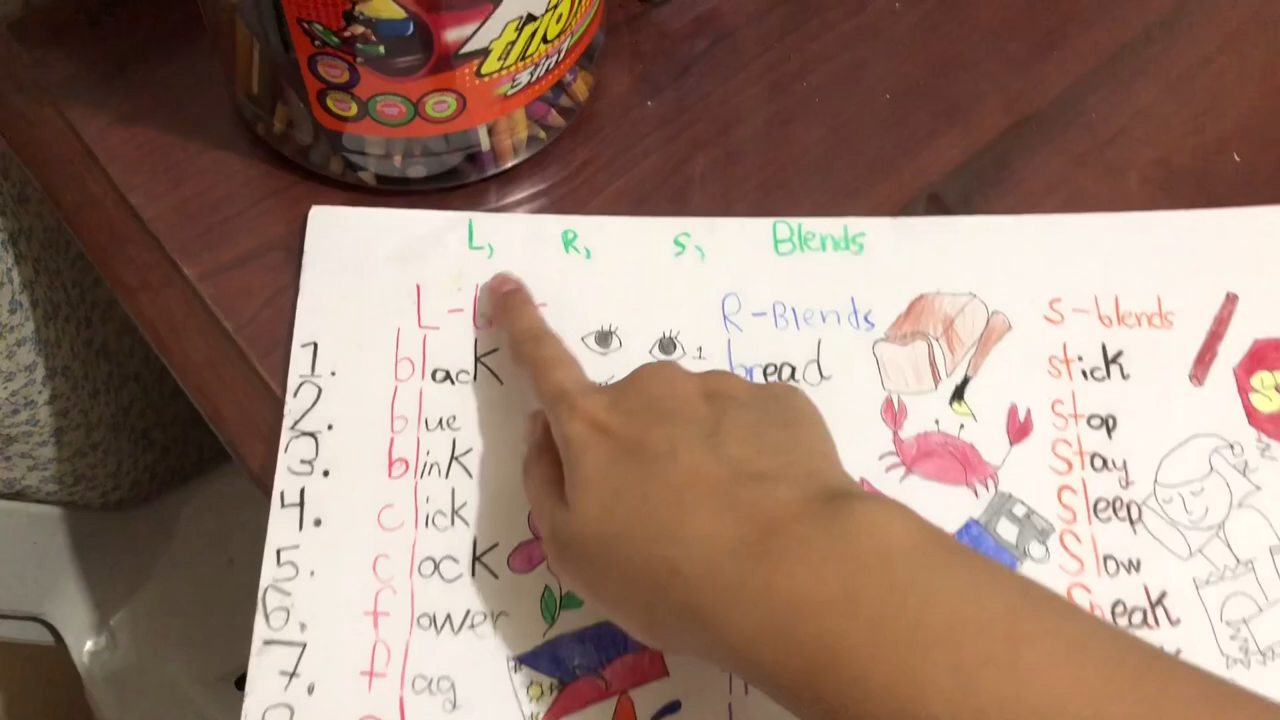 trio
3in1
L, R, S, Blends
L-
1. black
2. blue
3. blink
4. click
5. clock
6. flower
7. flag
R-Blends
1 bread
S-blends
stick
stop
stay
sleep
slow